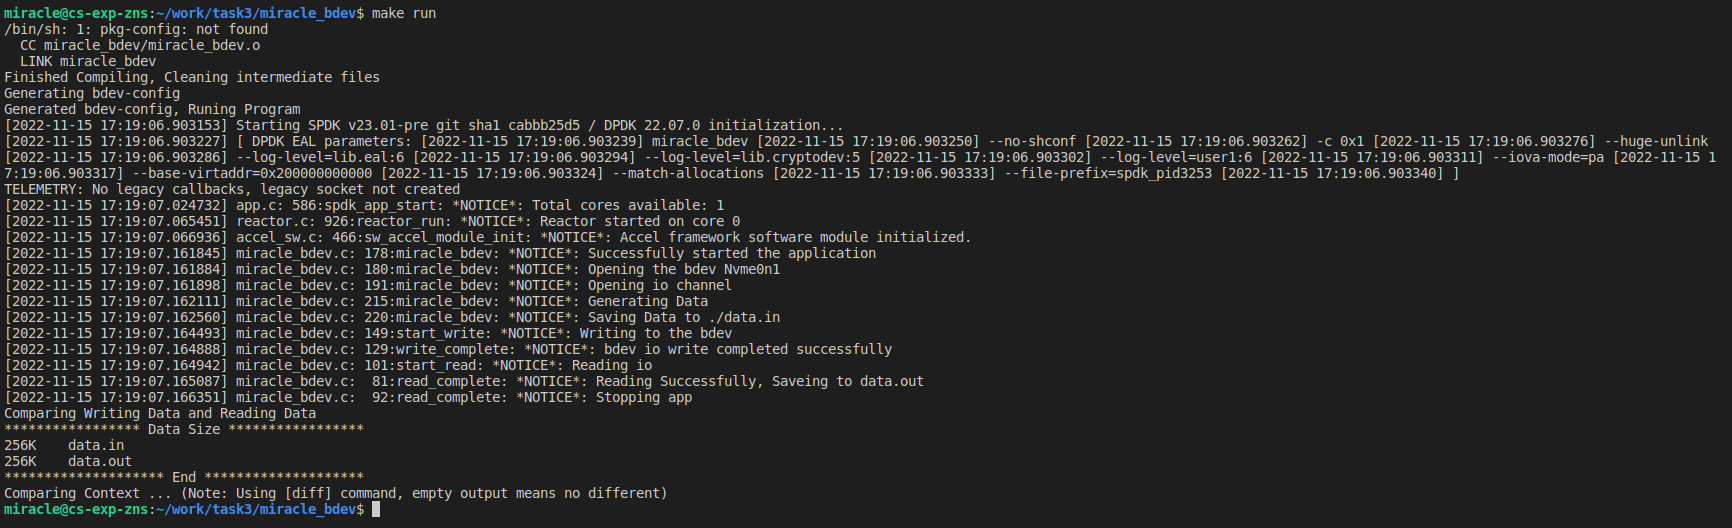 miracle@cs-exp-zns:~/work/task3/miracle_bdev$ make run
/bin/sh: 1: pkg-config: not found
  CC miracle_bdev/miracle_bdev.o
  LINK miracle_bdev
Finished Compiling, Cleaning intermediate files
Generating bdev-config
Generated bdev-config, Runing Program
[2022-11-15 17:19:06.903153] Starting SPDK v23.01-pre git sha1 cabbb25d5 / DPDK 22.07.0 initialization...
[2022-11-15 17:19:06.903227] [ DPDK EAL parameters: [2022-11-15 17:19:06.903239] miracle_bdev [2022-11-15 17:19:06.903250] --no-shconf [2022-11-15 17:19:06.903262] -c 0x1 [2022-11-15 17:19:06.903276] --huge-unlink
[2022-11-15 17:19:06.903286] --log-level=lib.eal:6 [2022-11-15 17:19:06.903294] --log-level=lib.cryptodev:5 [2022-11-15 17:19:06.903302] --log-level=user1:6 [2022-11-15 17:19:06.903311] --iova-mode=pa [2022-11-15 1
7:19:06.903317] --base-virtaddr=0x200000000000 [2022-11-15 17:19:06.903324] --match-allocations [2022-11-15 17:19:06.903333] --file-prefix=spdk_pid3253 [2022-11-15 17:19:06.903340] ]
TELEMETRY: No legacy callbacks, legacy socket not created
[2022-11-15 17:19:07.024732] app.c: 586:spdk_app_start: *NOTICE*: Total cores available: 1
[2022-11-15 17:19:07.065451] reactor.c: 926:reactor_run: *NOTICE*: Reactor started on core 0
[2022-11-15 17:19:07.066936] accel_sw.c: 466:sw_accel_module_init: *NOTICE*: Accel framework software module initialized.
[2022-11-15 17:19:07.161845] miracle_bdev.c: 178:miracle_bdev: *NOTICE*: Successfully started the application
[2022-11-15 17:19:07.161884] miracle_bdev.c: 180:miracle_bdev: *NOTICE*: Opening the bdev Nvme0n1
[2022-11-15 17:19:07.161898] miracle_bdev.c: 191:miracle_bdev: *NOTICE*: Opening io channel
[2022-11-15 17:19:07.162111] miracle_bdev.c: 215:miracle_bdev: *NOTICE*: Generating Data
[2022-11-15 17:19:07.162560] miracle_bdev.c: 220:miracle_bdev: *NOTICE*: Saving Data to ./data.in
[2022-11-15 17:19:07.164493] miracle_bdev.c: 149:start_write: *NOTICE*: Writing to the bdev
[2022-11-15 17:19:07.164888] miracle_bdev.c: 129:write_complete: *NOTICE*: bdev io write completed successfully
[2022-11-15 17:19:07.164942] miracle_bdev.c: 101:start_read: *NOTICE*: Reading io
[2022-11-15 17:19:07.165087] miracle_bdev.c:  81:read_complete: *NOTICE*: Reading Successfully, Saveing to data.out
[2022-11-15 17:19:07.166351] miracle_bdev.c:  92:read_complete: *NOTICE*: Stopping app
Comparing Writing Data and Reading Data
***************** Data Size *****************
256K    data.in
256K    data.out
******************** End ********************
Comparing Context ... (Note: Using [diff] command, empty output means no different)
miracle@cs-exp-zns:~/work/task3/miracle_bdev$